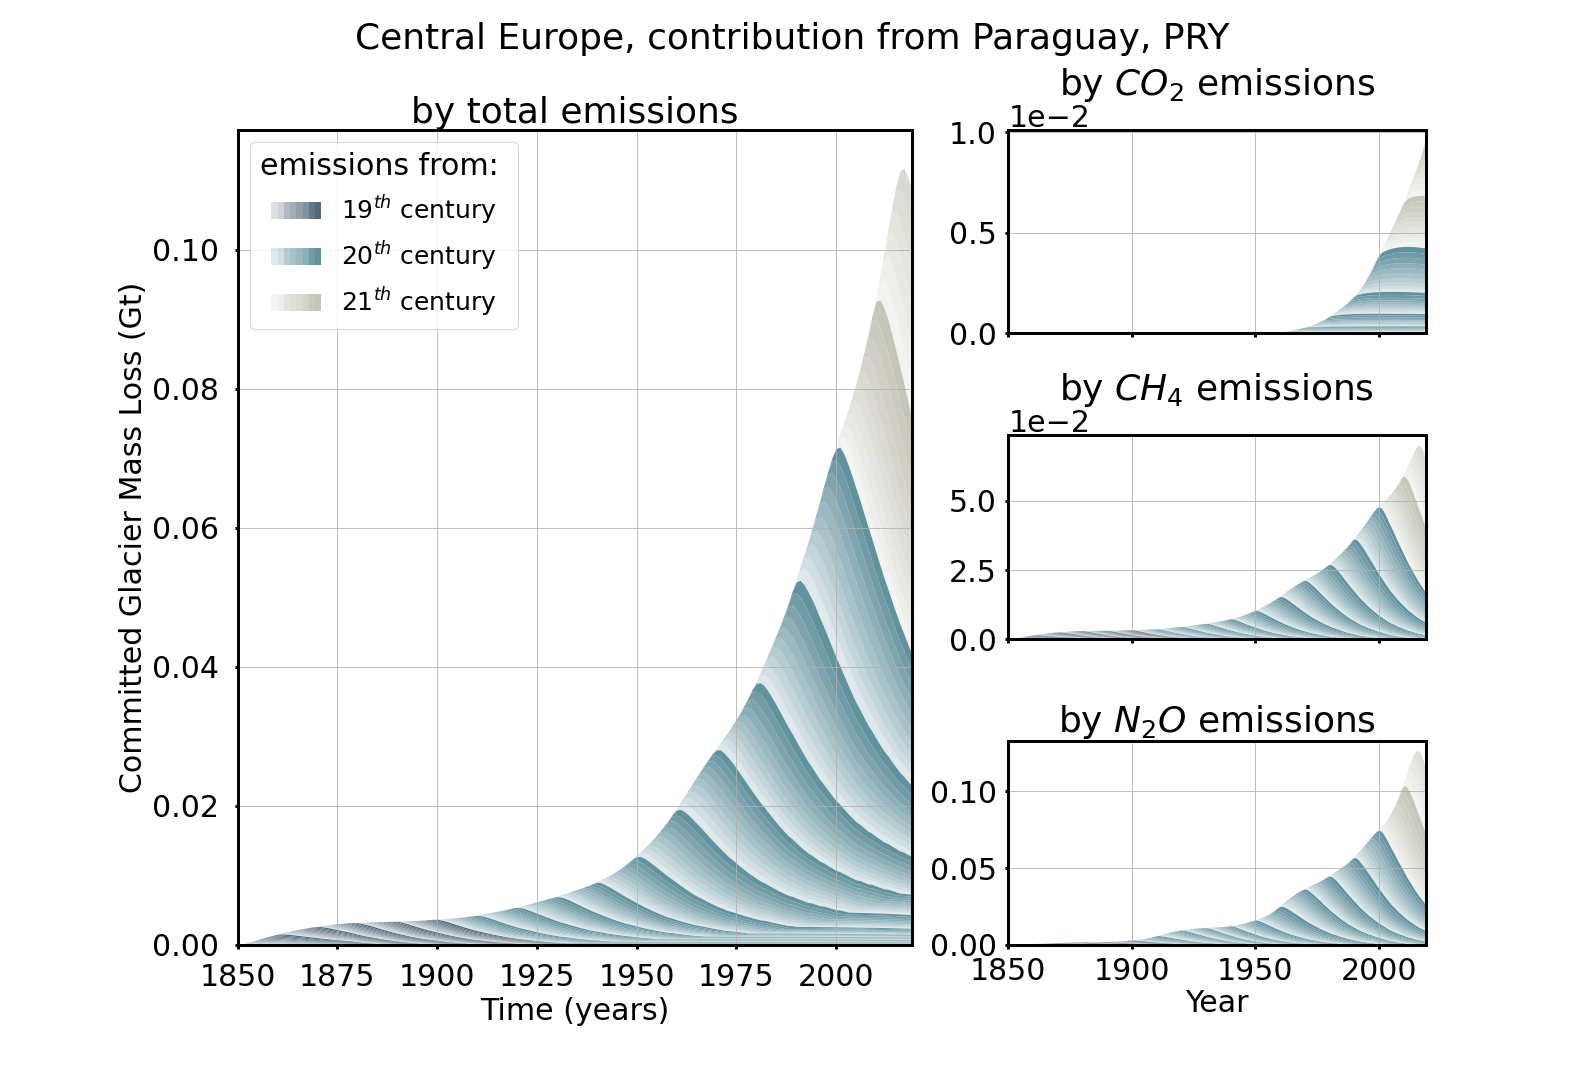 Central Europe, contribution from Paraguay, PRY
by total emissions
emissions from:
19th century
20th century
21th century
Committed Glacier Mass Loss (Gt)
0.10
0.08
0.06
0.04
0.02
0.00
1850 1875 1900 1925 1950 1975 2000
Time (years)
by CO2 emissions
1e−2
1.0
0.5
0.0
by CH4 emissions
1e−2
5.0
2.5
0.0
by N2O emissions
0.10
0.05
0.00
1850 1900 1950 2000
Year